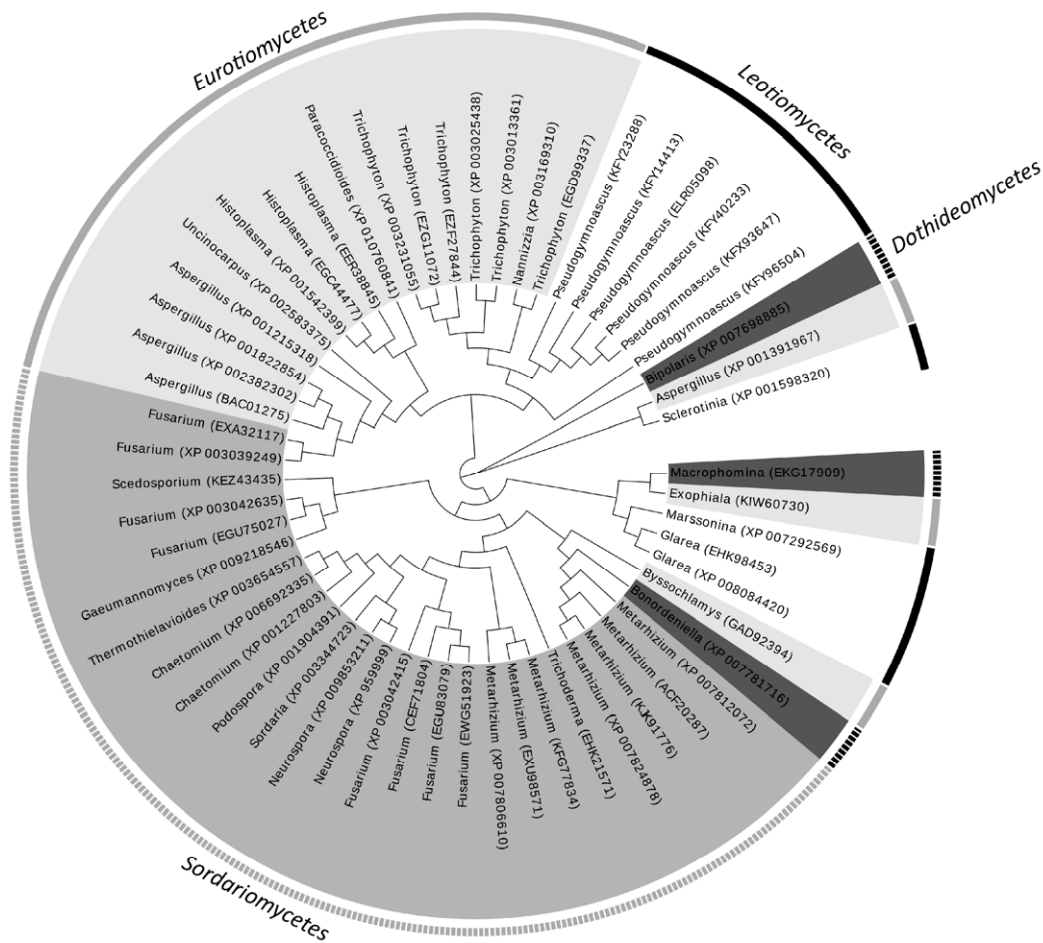 Eurotiomycetes
Leotiomycetes
Dothideomycetes
Sordariomycetes
Pseudogymnoascus (KFY23288)
Pseudogymnoascus (KFY14413)
Pseudogymnoascus (ELR05098)
Pseudogymnoascus (KFY40233)
Pseudogymnoascus (KFX93647)
Pseudogymnoascus (KFY96504)
Bipolaris (XP 007698885)
Aspergillus (XP 001391967)
Sclerotinia (XP 001598320)
Macrophomina (EKG17909)
Exophiala (KIW60730)
Marssonina (XP 007292569)
Glarea (EHK98453)
Glarea (XP 008084420)
Byssochlamys (GAD92394)
Bonordeniella (XP 007781716)
Metarhizium (XP 007812072)
Metarhizium (ACF20287)
Metarhizium (KJK91776)
Metarhizium (XP 007824878)
Trichoderma (EHK21571)
Metarhizium (KFG77834)
Metarhizium (EXU98571)
Metarhizium (XP 007806610)
Fusarium (EWG51923)
Fusarium (EGU83079)
Fusarium (CEF71804)
Fusarium (XP 003042415)
Neurospora (XP 959999)
Neurospora (XP 009853211)
Sordaria (XP 003344723)
Podospora (XP 001904391)
Chaetomium (XP 001227803)
Chaetomium (XP 006692335)
Thermothielavioides (XP 003654557)
Gaeumannomyces (XP 009218546)
Fusarium (EGU75027)
Fusarium (XP 003042635)
Scedosporium (KEZ43435)
Fusarium (XP 003039249)
Fusarium (EXA32117)
Aspergillus (BAC01275)
Aspergillus (XP 002382302)
Aspergillus (XP 001822854)
Aspergillus (XP 001215318)
Uncinocarpus (XP 002583375)
Histoplasma (XP 001542399)
Histoplasma (EGC44477)
Histoplasma (EER38845)
Paracoccidioides (XP 010760841)
Trichophyton (XP 003231055)
Trichophyton (EZG11072)
Trichophyton (EZF27844)
Trichophyton (XP 003025438)
Trichophyton (XP 003013361)
Nannizzia (XP 003169310)
Trichophyton (EGD99337)